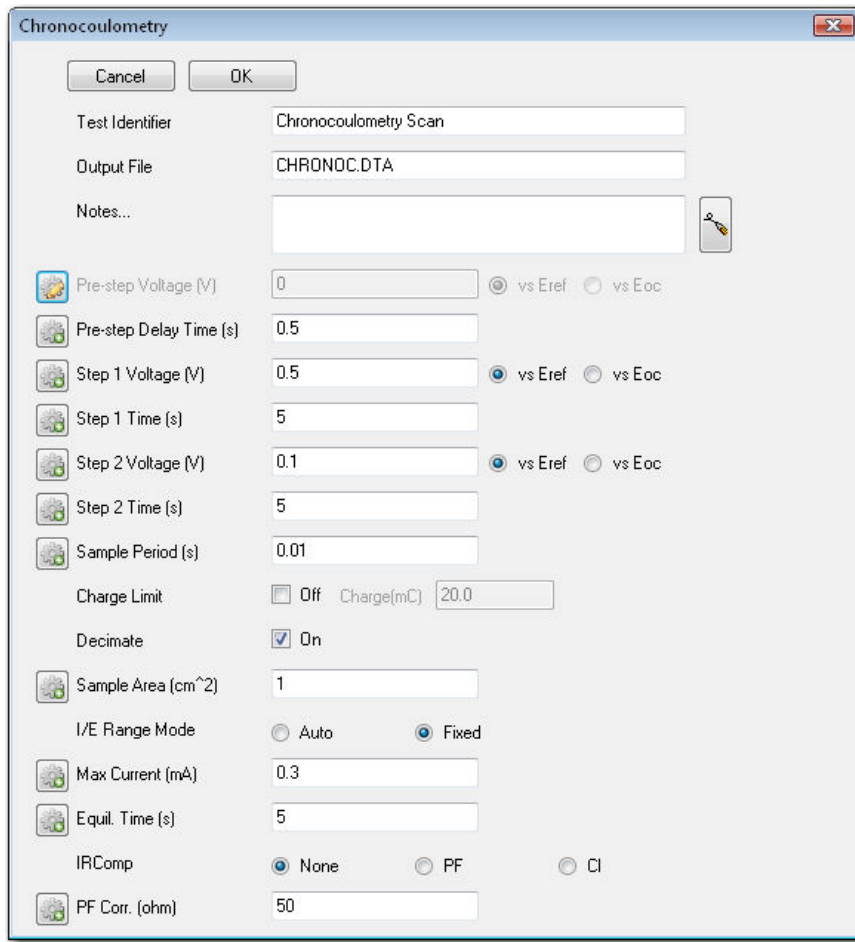 Chronocoulometry
Cancel OK
Test Identifier Chronocoulometry Scan
Output File CHRONOC.DTA
Notes...
Pre-step Voltage (V) 0 vs Eref vs Eoc
Pre-step Delay Time (s) 0.5
Step 1 Voltage (V) 0.5 vs Eref vs Eoc
Step 1 Time (s) 5
Step 2 Voltage (V) 0.1 vs Eref vs Eoc
Step 2 Time (s) 5
Sample Period (s) 0.01
Charge Limit Off Charge(mC) 20.0
Decimate On
Sample Area (cm^2) 1
I/E Range Mode Auto Fixed
Max Current (mA) 0.3
Equil. Time (s) 5
IRComp None PF CI
PF Corr. (ohm) 50